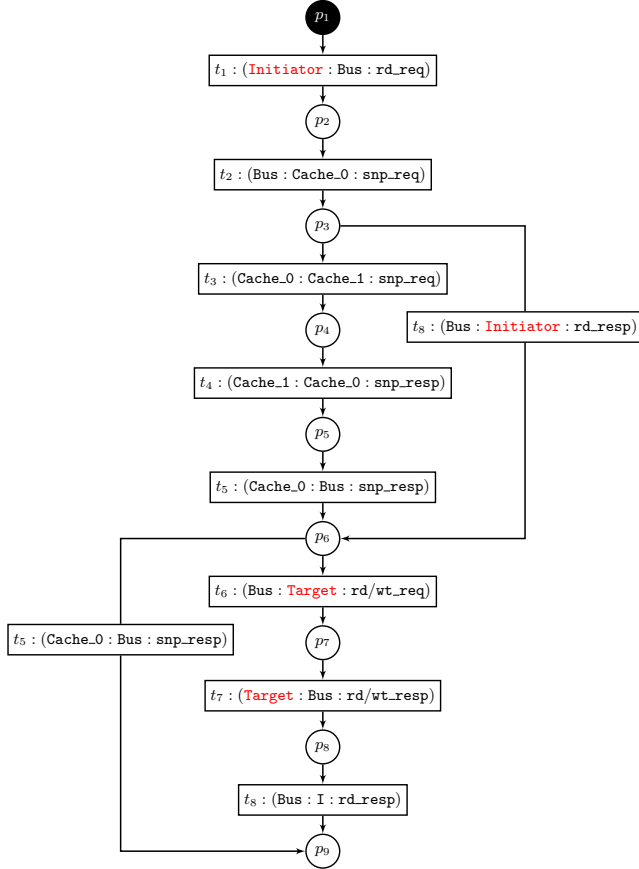 p₁
t₁ : (Initiator : Bus : rd_req)
p₂
t₂ : (Bus : Cache_0 : snp_req)
p₃
t₃ : (Cache_0 : Cache_1 : snp_req)
t₈ : (Bus : Initiator : rd_resp)
p₄
t₄ : (Cache_1 : Cache_0 : snp_resp)
p₅
t₅ : (Cache_0 : Bus : snp_resp)
p₆
t₆ : (Bus : Target : rd/wt_req)
t₅ : (Cache_0 : Bus : snp_resp)
p₇
t₇ : (Target : Bus : rd/wt_resp)
p₈
t₈ : (Bus : I : rd_resp)
p₉